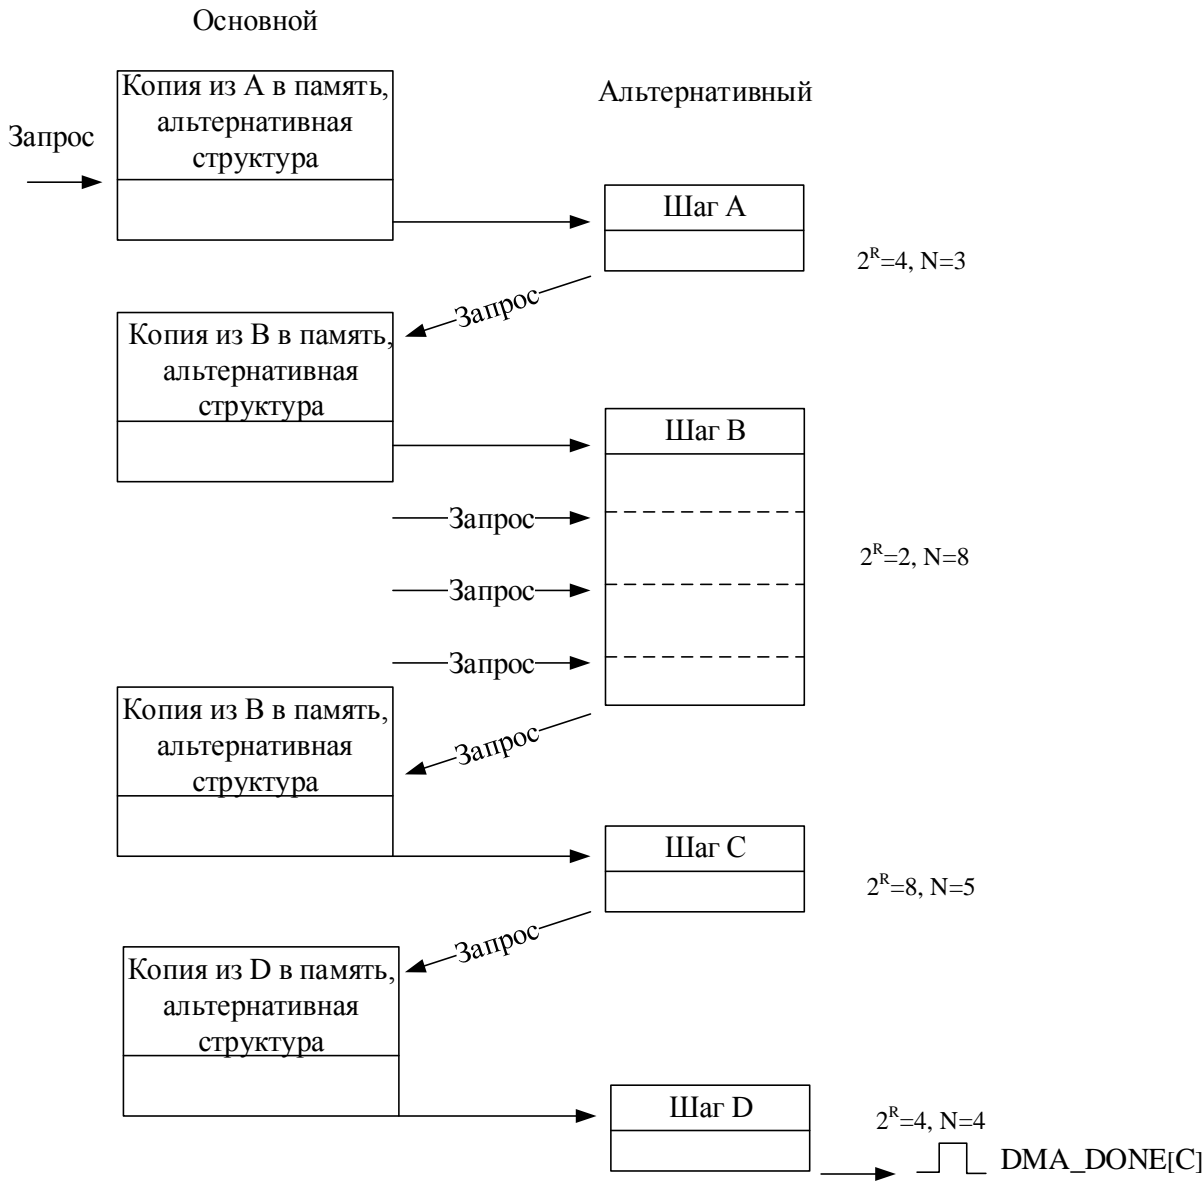 Основной
Альтернативный
Запрос
Копия из A в память,
альтернативная
структура
Шаг A
2^R=4, N=3
Запрос
Копия из B в память,
альтернативная
структура
Шаг B
Запрос
Запрос
Запрос
2^R=2, N=8
Запрос
Копия из B в память,
альтернативная
структура
Шаг C
2^R=8, N=5
Запрос
Копия из D в память,
альтернативная
структура
Шаг D
2^R=4, N=4
DMA_DONE[C]